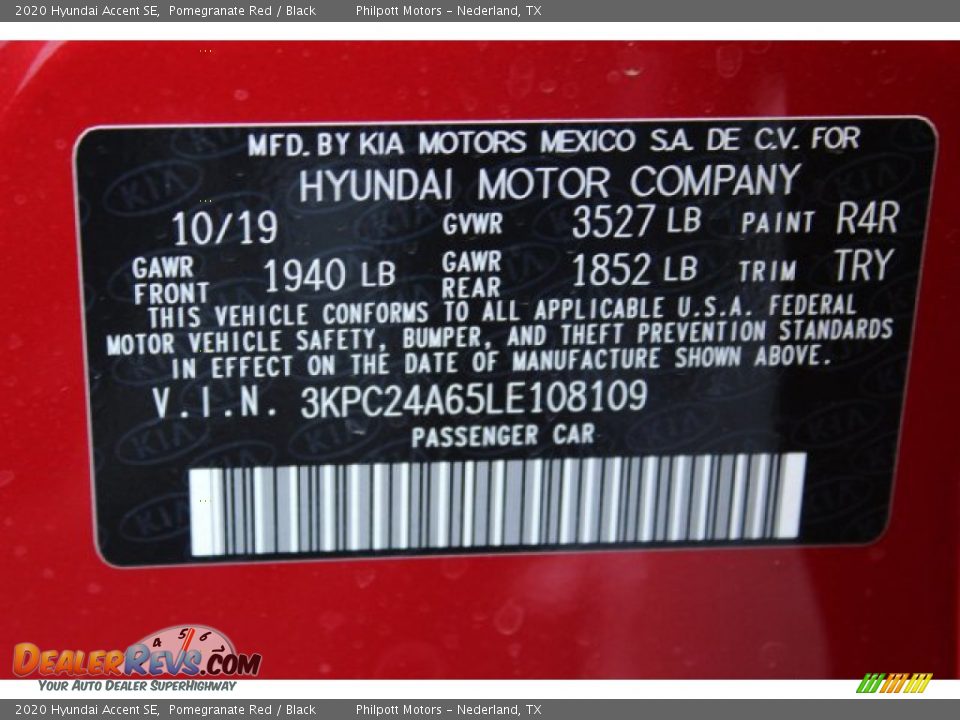 2020 Hyundai Accent SE, Pomegranate Red / Black Philpott Motors - Nederland, TX
MFD. BY KIA MOTORS MEXICO S.A. DE C.V. FOR
HYUNDAI MOTOR COMPANY
10/19 GVWR 3527 LB PAINT R4R
GAWR FRONT 1940 LB GAWR REAR 1852 LB TRIM TRY
THIS VEHICLE CONFORMS TO ALL APPLICABLE U.S.A. FEDERAL
MOTOR VEHICLE SAFETY, BUMPER, AND THEFT PREVENTION STANDARDS
IN EFFECT ON THE DATE OF MANUFACTURE SHOWN ABOVE.
V.I.N. 3KPC24A65LE108109
PASSENGER CAR
4 5 6
DEALERREVS.COM
YOUR AUTO DEALER SUPERHIGHWAY
2020 Hyundai Accent SE, Pomegranate Red / Black Philpott Motors - Nederland, TX